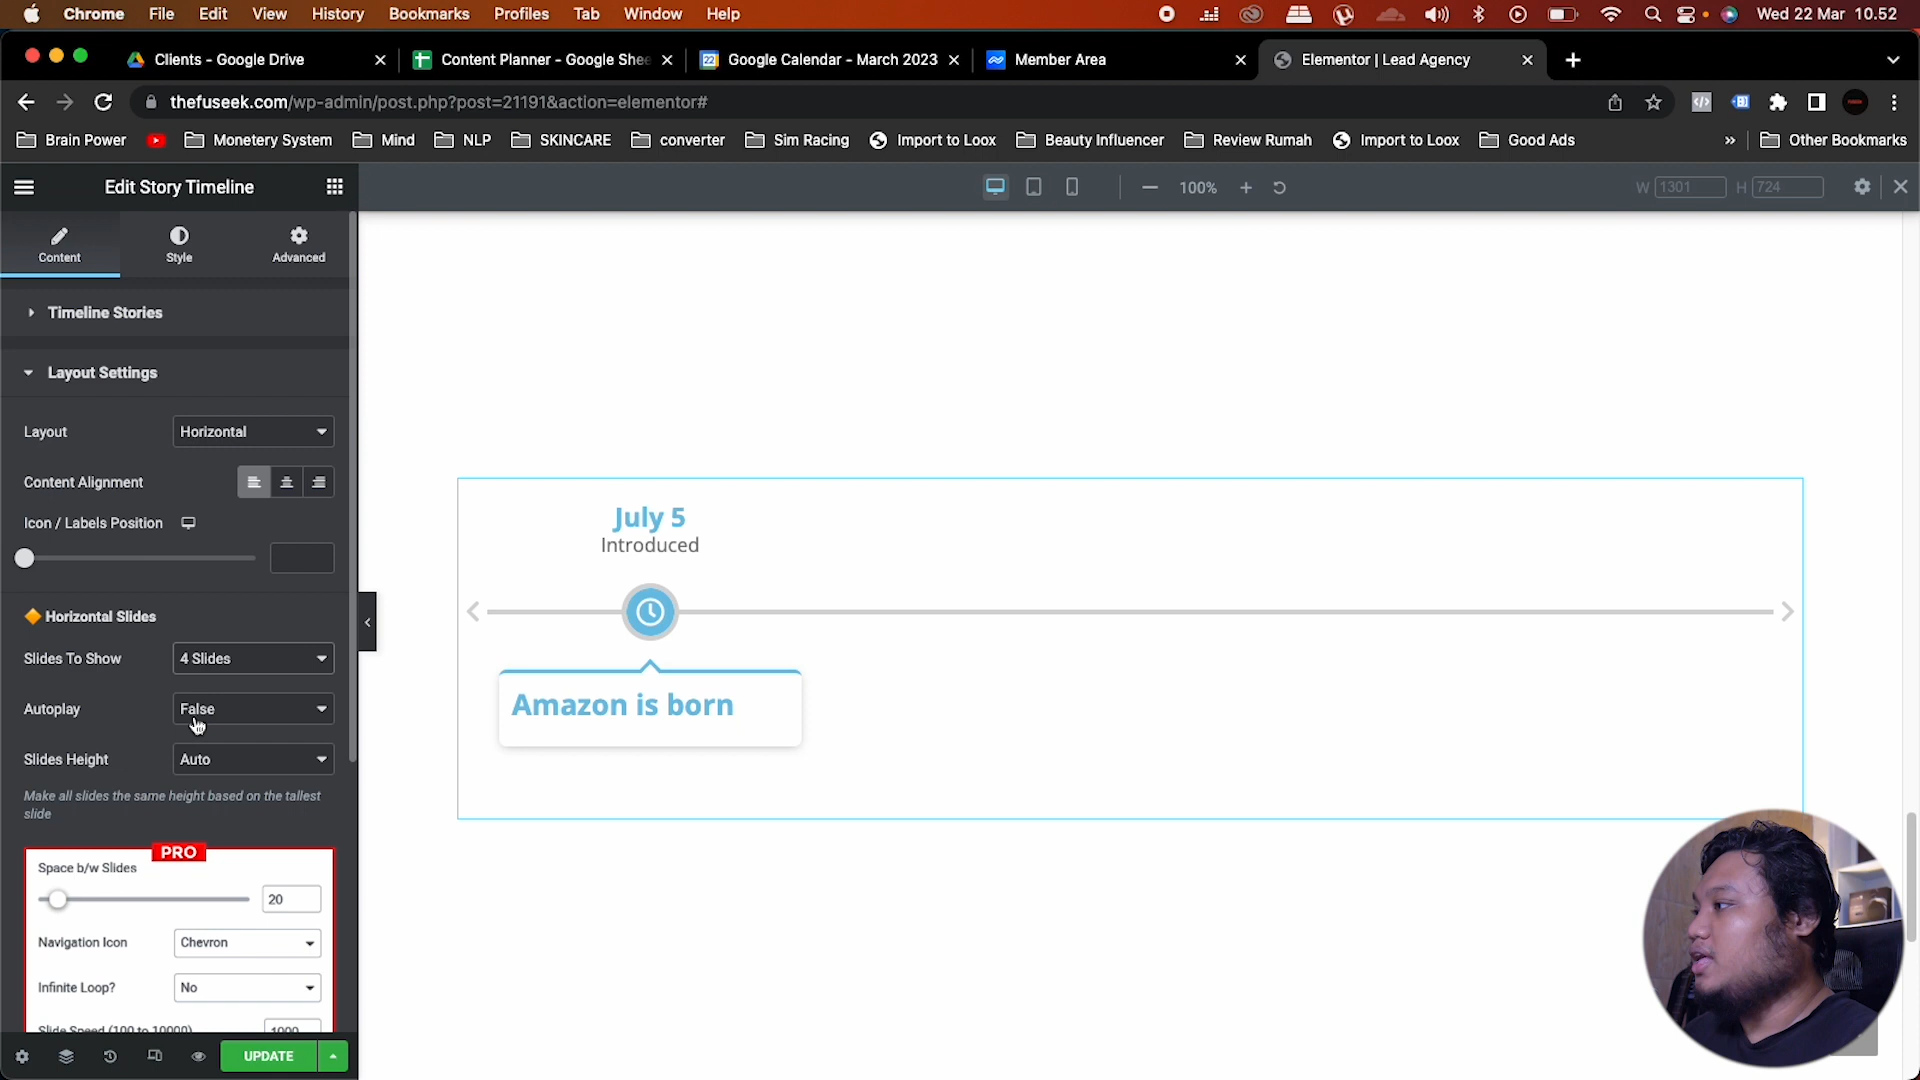 Chrome File Edit View History Bookmarks Profiles Tab Window Help Wed 22 Mar 10.52
Clients - Google Drive
Content Planner - Google She
Google Calendar - March 2023
Member Area
Elementor | Lead Agency
thefuseek.com/wp-admin/post.php?post=21191&action=elementor#
Brain Power Monetery System Mind NLP SKINCARE converter Sim Racing Import to Loox Beauty Influencer Review Rumah Import to Loox Good Ads » Other Bookmarks
Edit Story Timeline
100%
W 1301 H 724
Content Style Advanced
Timeline Stories
Layout Settings
Layout Horizontal
Content Alignment
Icon / Labels Position
Horizontal Slides
Slides To Show 4 Slides
Autoplay False
Slides Height Auto
Make all slides the same height based on the tallest
slide
PRO
Space b/w Slides
20
Navigation Icon Chevron
Infinite Loop? No
Slide Speed (100 to 10000) 1000
UPDATE
July 5
Introduced
Amazon is born